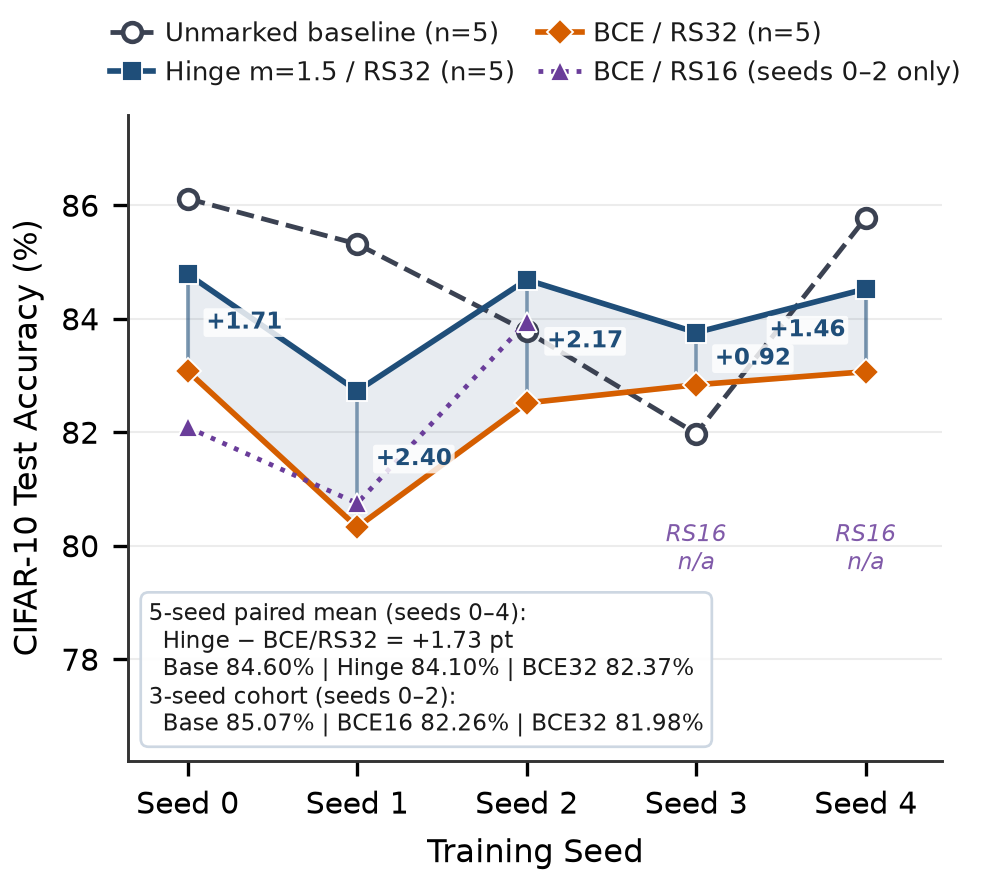 Unmarked baseline (n=5)
BCE / RS32 (n=5)
Hinge m=1.5 / RS32 (n=5)
BCE / RS16 (seeds 0–2 only)
CIFAR-10 Test Accuracy (%)
86
84
82
80
78
+1.71
+2.40
+2.17
+0.92
+1.46
RS16
n/a
RS16
n/a
5-seed paired mean (seeds 0–4):
Hinge − BCE/RS32 = +1.73 pt
Base 84.60% | Hinge 84.10% | BCE32 82.37%
3-seed cohort (seeds 0–2):
Base 85.07% | BCE16 82.26% | BCE32 81.98%
Seed 0
Seed 1
Seed 2
Seed 3
Seed 4
Training Seed